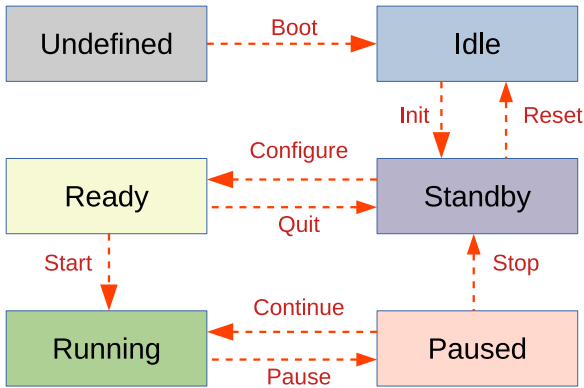 Undefined
Boot
Idle
Init
Reset
Configure
Ready
Standby
Quit
Start
Stop
Continue
Running
Paused
Pause